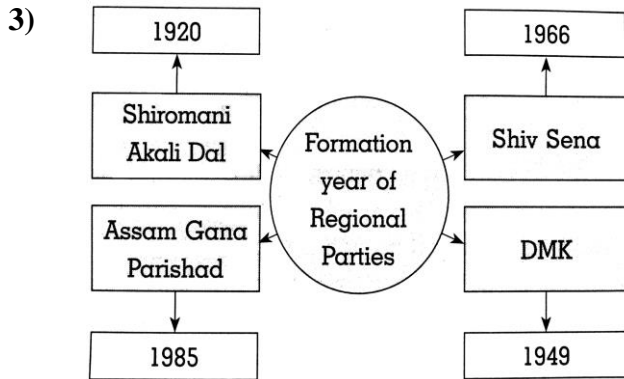 3)
1920
1966
Shiromani
Akali Dal
Formation
year of
Regional
Parties
Shiv Sena
Assam Gana
Parishad
DMK
1985
1949